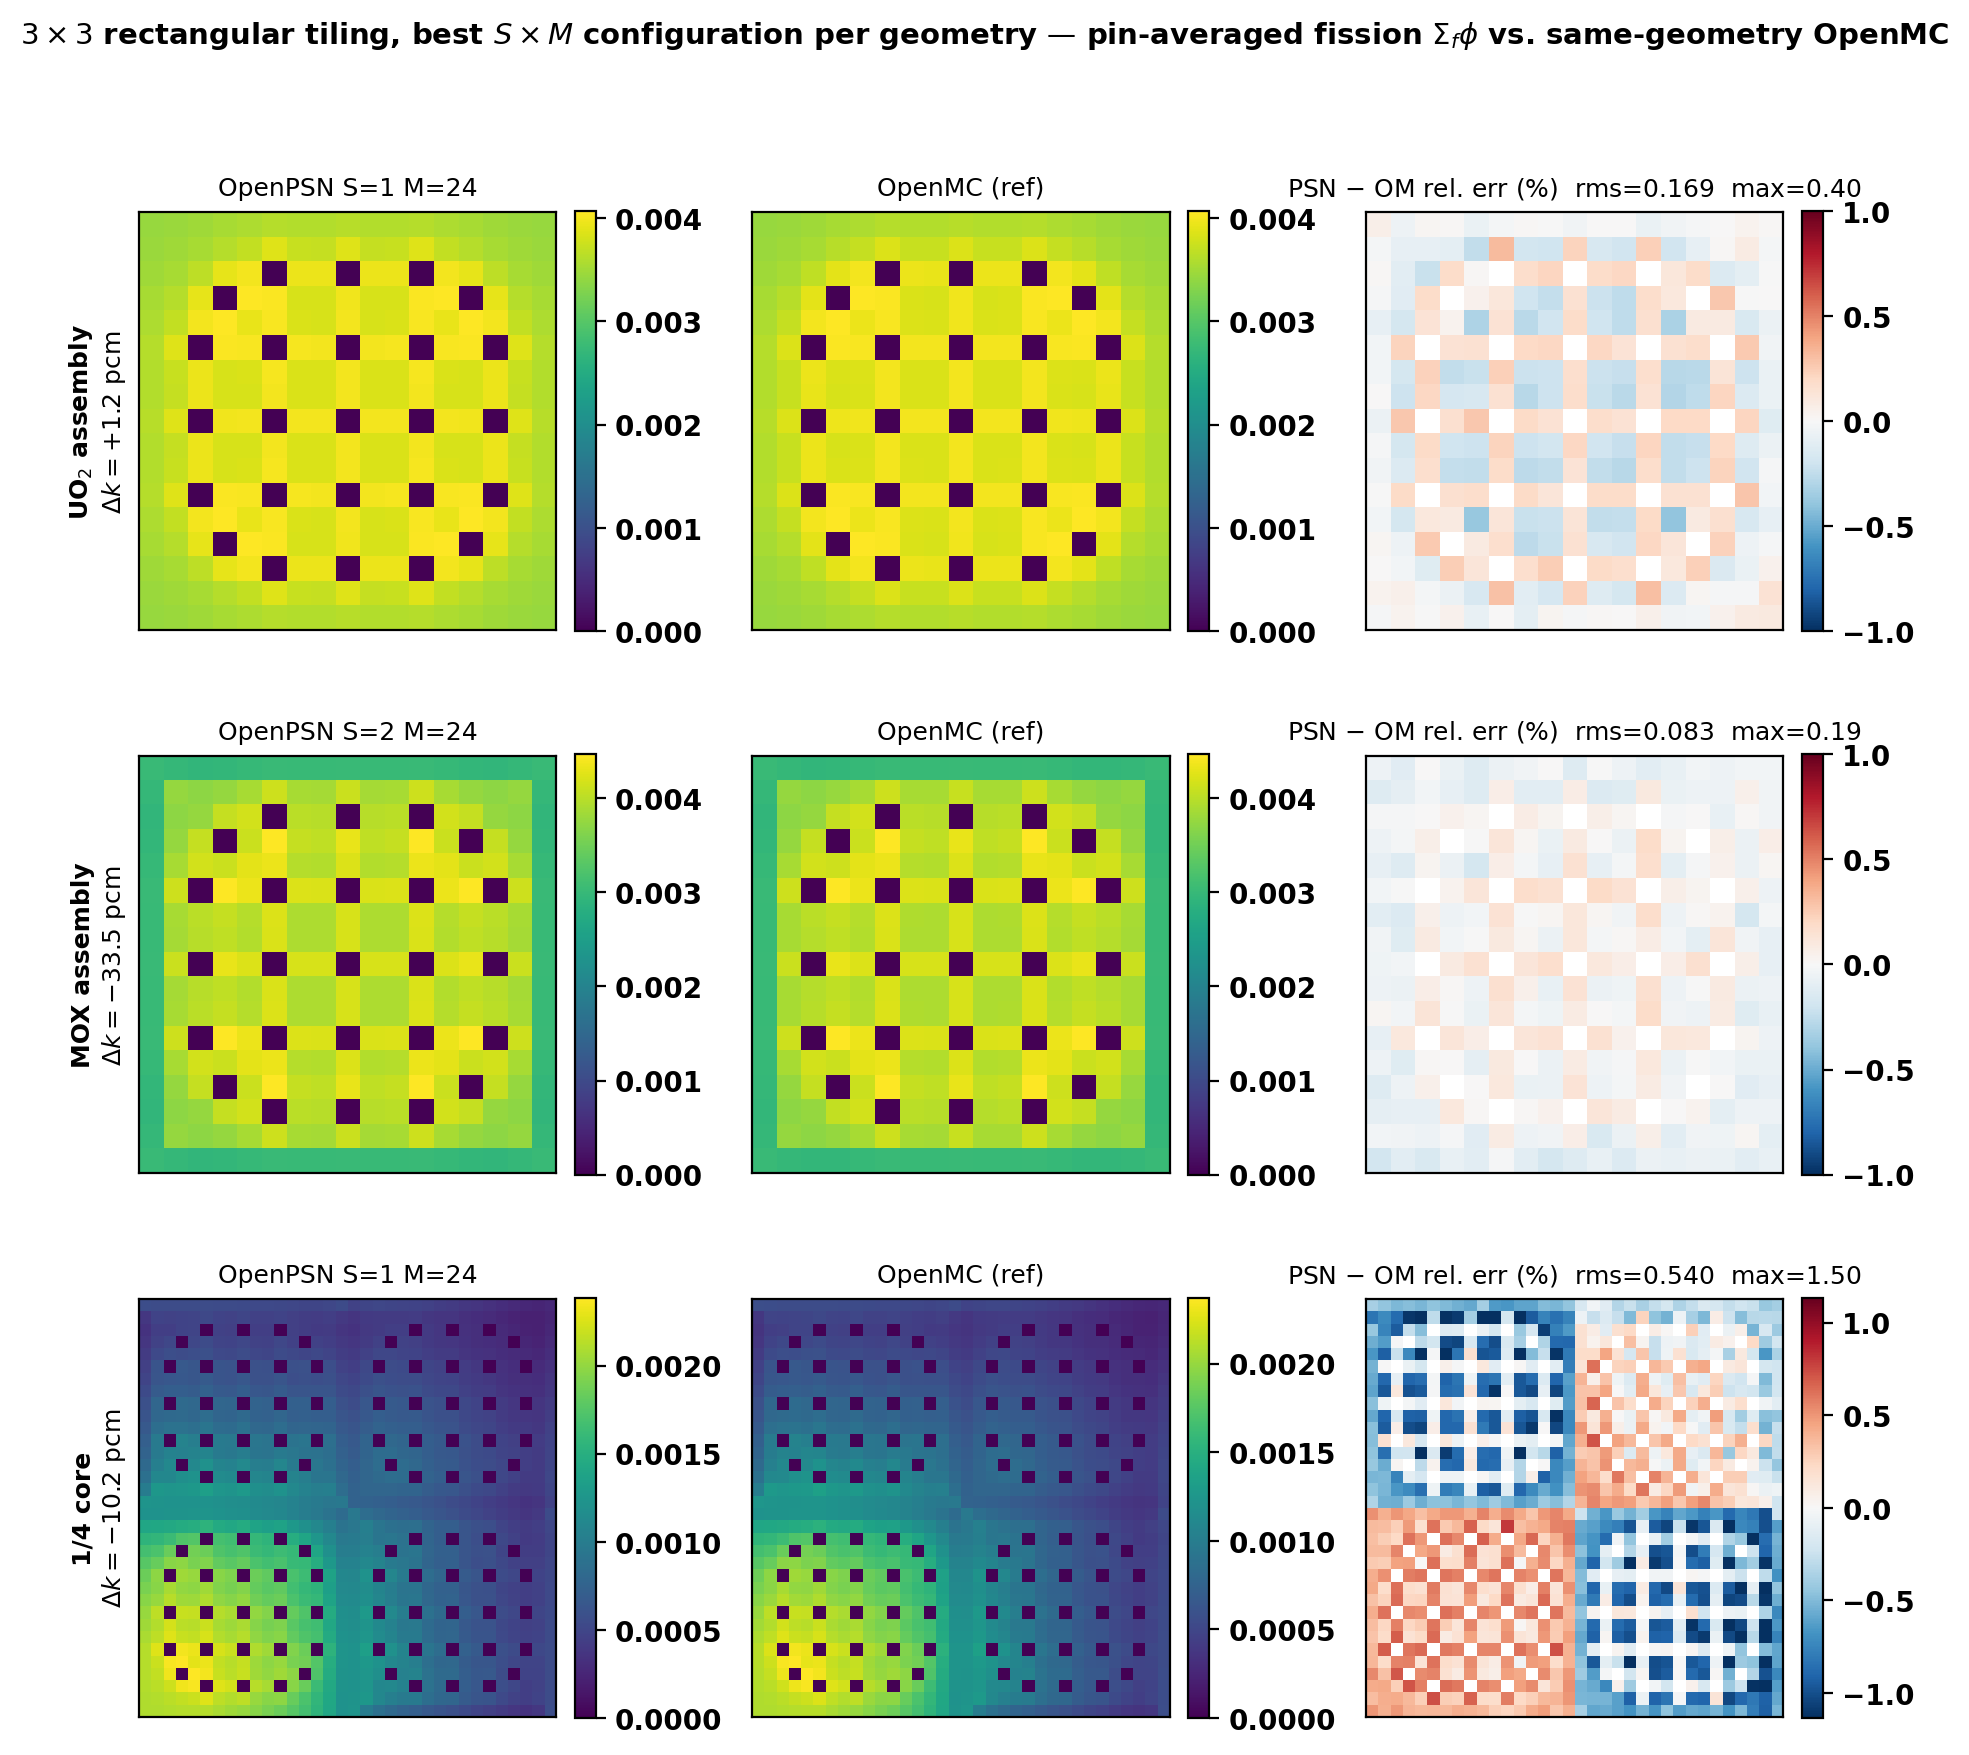 3 × 3 rectangular tiling, best S × M configuration per geometry — pin-averaged fission Σ_fϕ vs. same-geometry OpenMC
OpenPSN S=1 M=24
OpenMC (ref)
PSN − OM rel. err (%)  rms=0.169  max=0.40
UO₂ assembly
Δk = +1.2 pcm
0.004
0.003
0.002
0.001
0.000
0.004
0.003
0.002
0.001
0.000
1.0
0.5
0.0
−0.5
−1.0
OpenPSN S=2 M=24
OpenMC (ref)
PSN − OM rel. err (%)  rms=0.083  max=0.19
MOX assembly
Δk = −33.5 pcm
0.004
0.003
0.002
0.001
0.000
0.004
0.003
0.002
0.001
0.000
1.0
0.5
0.0
−0.5
−1.0
OpenPSN S=1 M=24
OpenMC (ref)
PSN − OM rel. err (%)  rms=0.540  max=1.50
1/4 core
Δk = −10.2 pcm
0.0020
0.0015
0.0010
0.0005
0.0000
0.0020
0.0015
0.0010
0.0005
0.0000
1.0
0.5
0.0
−0.5
−1.0